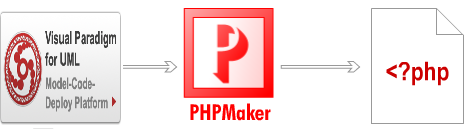 Visual Paradigm
for UML
Model-Code-
Deploy Platform
PHPMaker
<?php